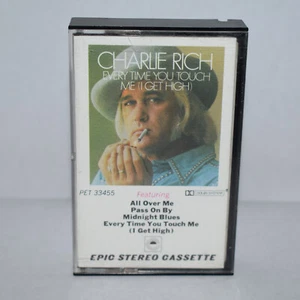 CHARLIE RICH
EVERY TIME YOU TOUCH
ME (I GET HIGH)
PET 33455
Featuring:
All Over Me
Pass On By
Midnight Blues
Every Time You Touch Me
(I Get High)
EPIC STEREO CASSETTE